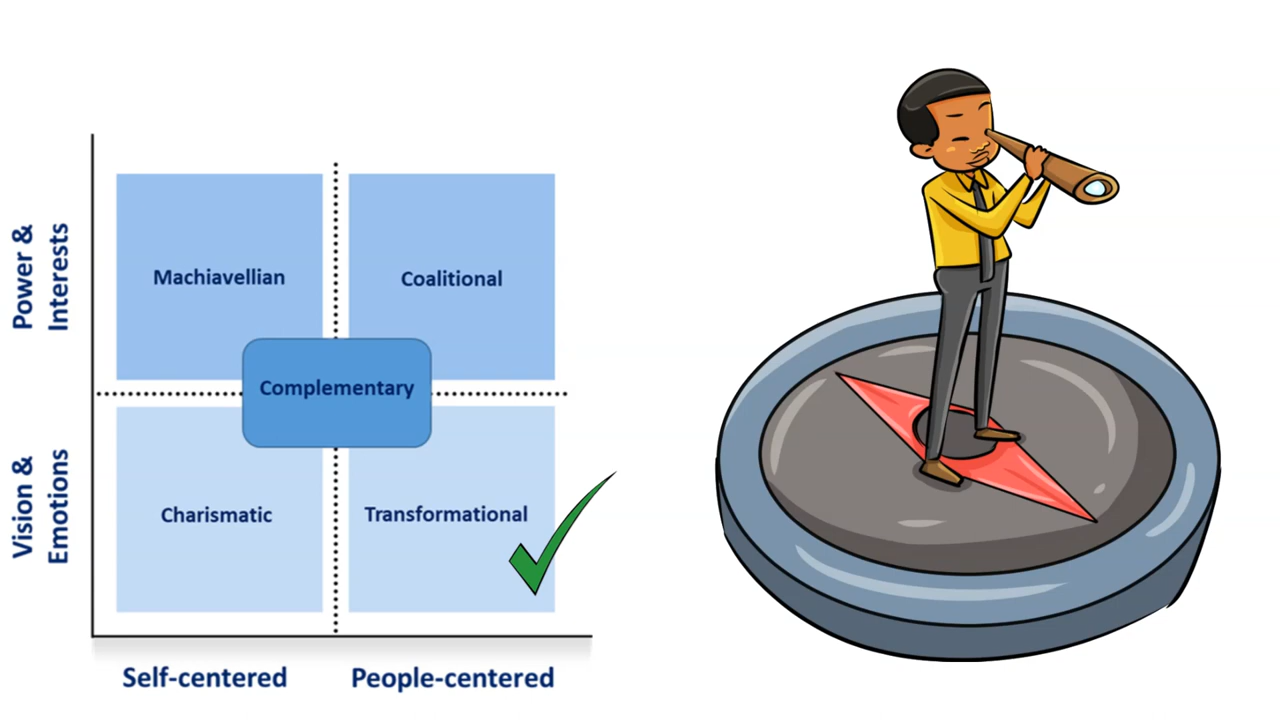 Power &
Interests
Machiavellian
Coalitional
Complementary
Vision &
Emotions
Charismatic
Transformational
Self-centered
People-centered